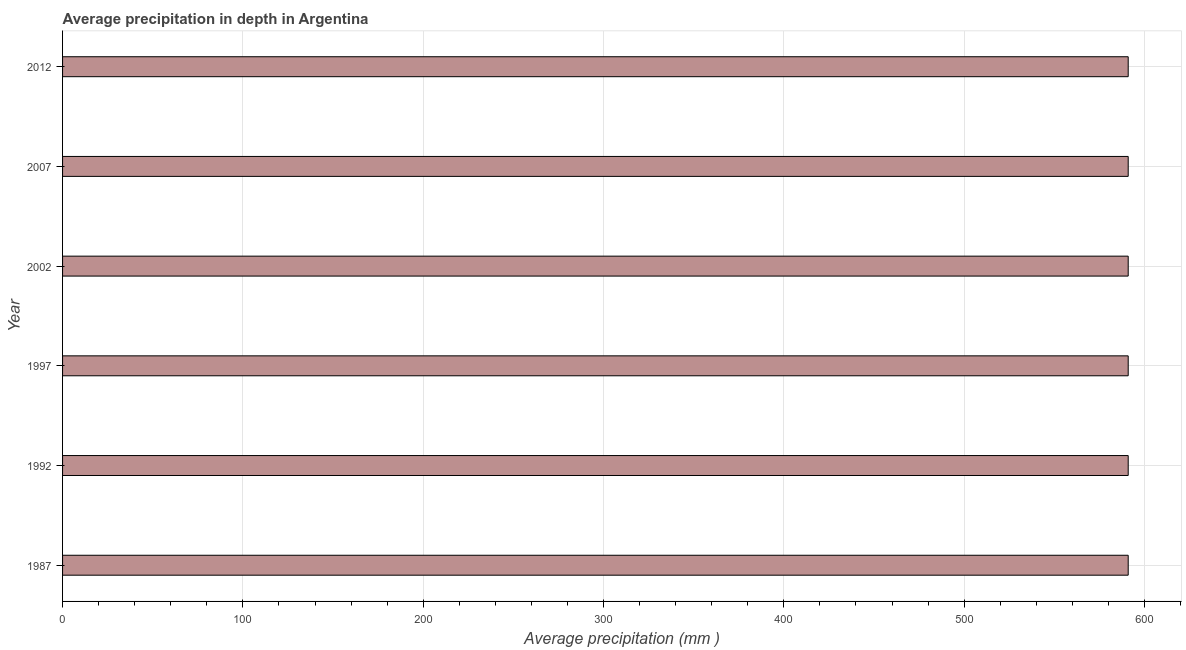 Average precipitation in depth in Argentina
2012
2007
2002
1997
1992
1987
Year
0 100 200 300 400 500 600
Average precipitation (mm )